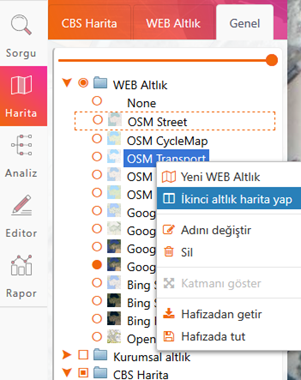 CBS Harita WEB Altlık Genel
Sorgu
Harita
Analiz
Editor
Rapor
WEB Altlık
None
OSM Street
OSM CycleMap
OSM Transport
OSM
OSM
Goog
Goog
Goog
Goog
Bing
Bing
Bing
Open
Kurumsal altlık
CBS Harita
Yeni WEB Altlık
İkinci altlık harita yap
Adını değiştir
Sil
Katmanı göster
Hafızadan getir
Hafızada tut